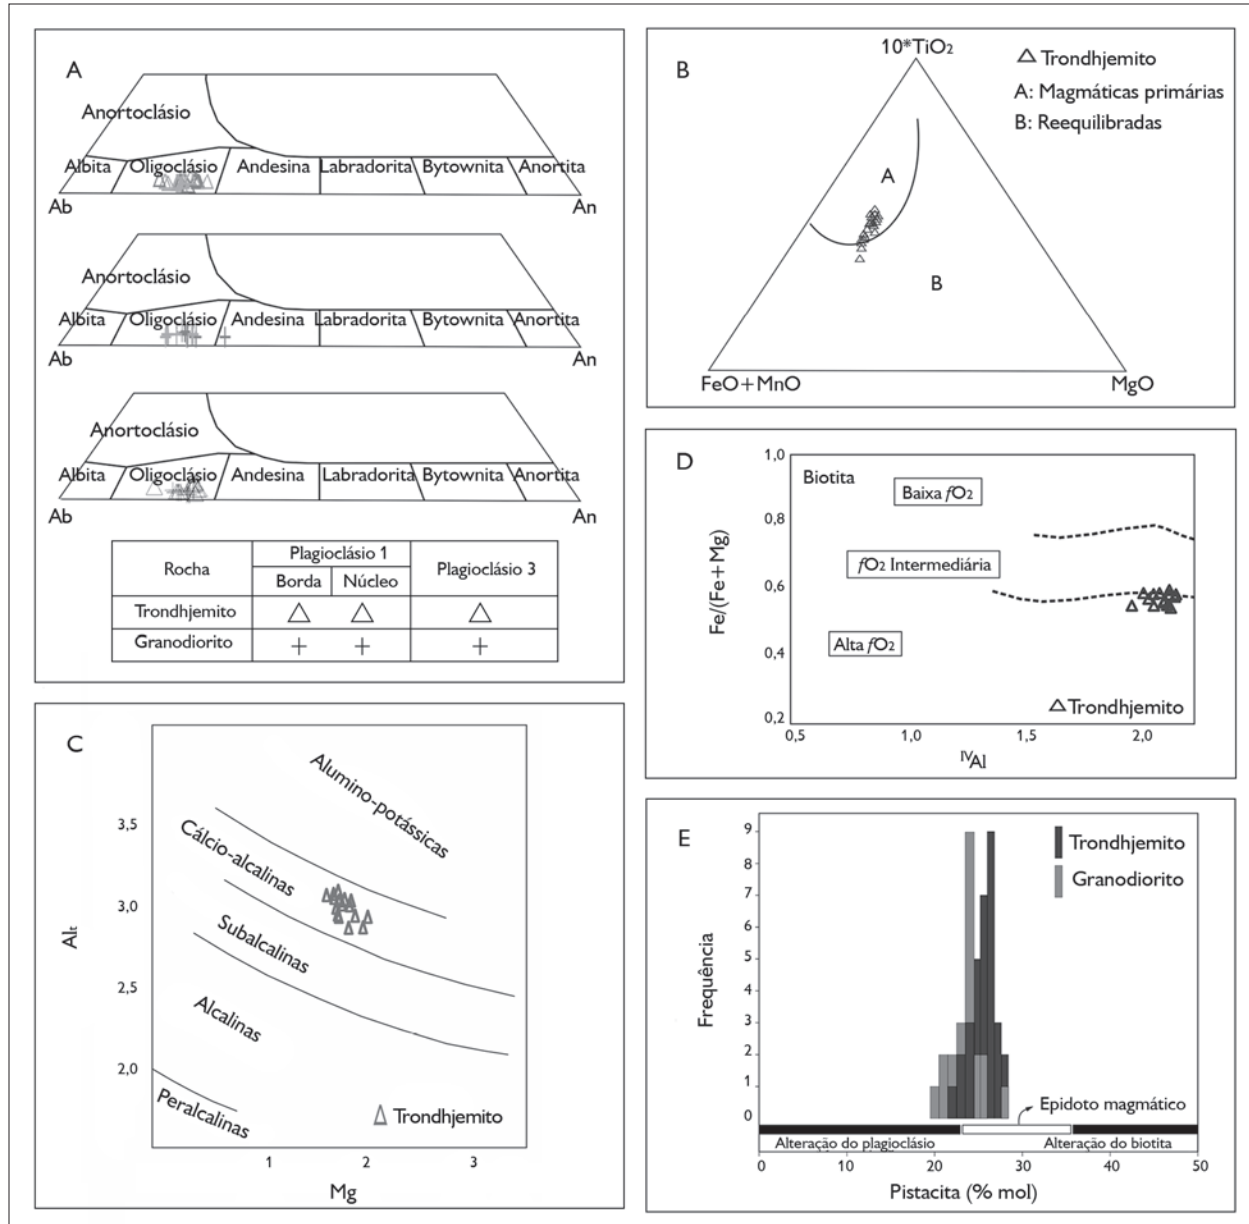 A
Anortoclásio
Albita Oligoclásio Andesina Labradorita Bytownita Anortita
Ab An
Anortoclásio
Albita Oligoclásio Andesina Labradorita Bytownita Anortita
Ab An
Anortoclásio
Albita Oligoclásio Andesina Labradorita Bytownita Anortita
Ab An
Rocha Plagioclásio 1 Plagioclásio 3
Borda Núcleo
Trondhjemito
Granodiorito
B
10*TiO2
Trondhjemito
A: Magmáticas primárias
B: Reequilibradas
A
B
FeO+MnO MgO
C
Alt
3,5
3,0
2,5
2,0
Alumino-potássicas
Cálcio-alcalinas
Subalcalinas
Alcalinas
Peralcalinas
Trondhjemito
1 2 3
Mg
D
Fe/(Fe+Mg)
1,0
0,8
0,6
0,4
0,2
Biotita
Baixa fO2
fO2 Intermediária
Alta fO2
Trondhjemito
0,5 1,0 1,5 2,0
IVAl
E
Frequência
9
8
7
6
5
4
3
2
1
0
Trondhjemito
Granodiorito
Epidoto magmático
Alteração do plagioclásio Alteração do biotita
0 10 20 30 40 50
Pistacita (% mol)